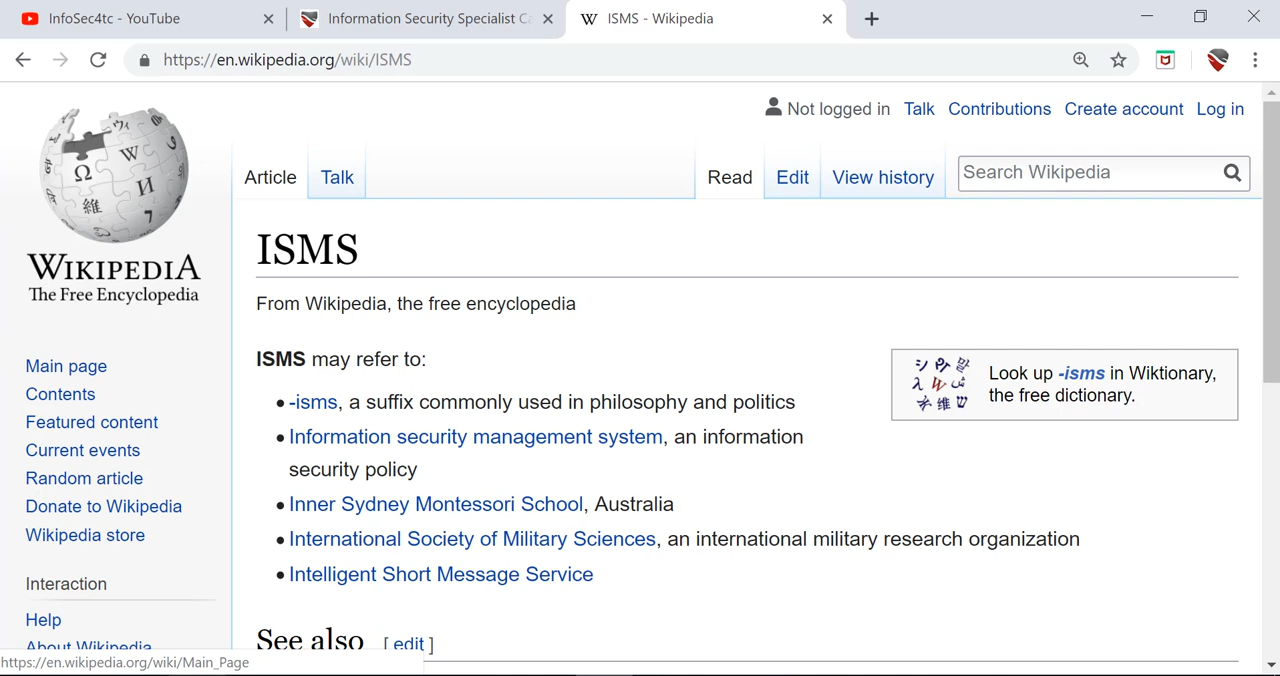 InfoSec4tc - YouTube
Information Security Specialist C
ISMS - Wikipedia
https://en.wikipedia.org/wiki/ISMS
Not logged in Talk Contributions Create account Log in
Article Talk Read Edit View history Search Wikipedia
WIKIPEDIA
The Free Encyclopedia
Main page
Contents
Featured content
Current events
Random article
Donate to Wikipedia
Wikipedia store
Interaction
Help
About Wikipedia
ISMS
From Wikipedia, the free encyclopedia
ISMS may refer to:
• -isms, a suffix commonly used in philosophy and politics
• Information security management system, an information
security policy
• Inner Sydney Montessori School, Australia
• International Society of Military Sciences, an international military research organization
• Intelligent Short Message Service
Look up -isms in Wiktionary,
the free dictionary.
See also [ edit ]
https://en.wikipedia.org/wiki/Main_Page